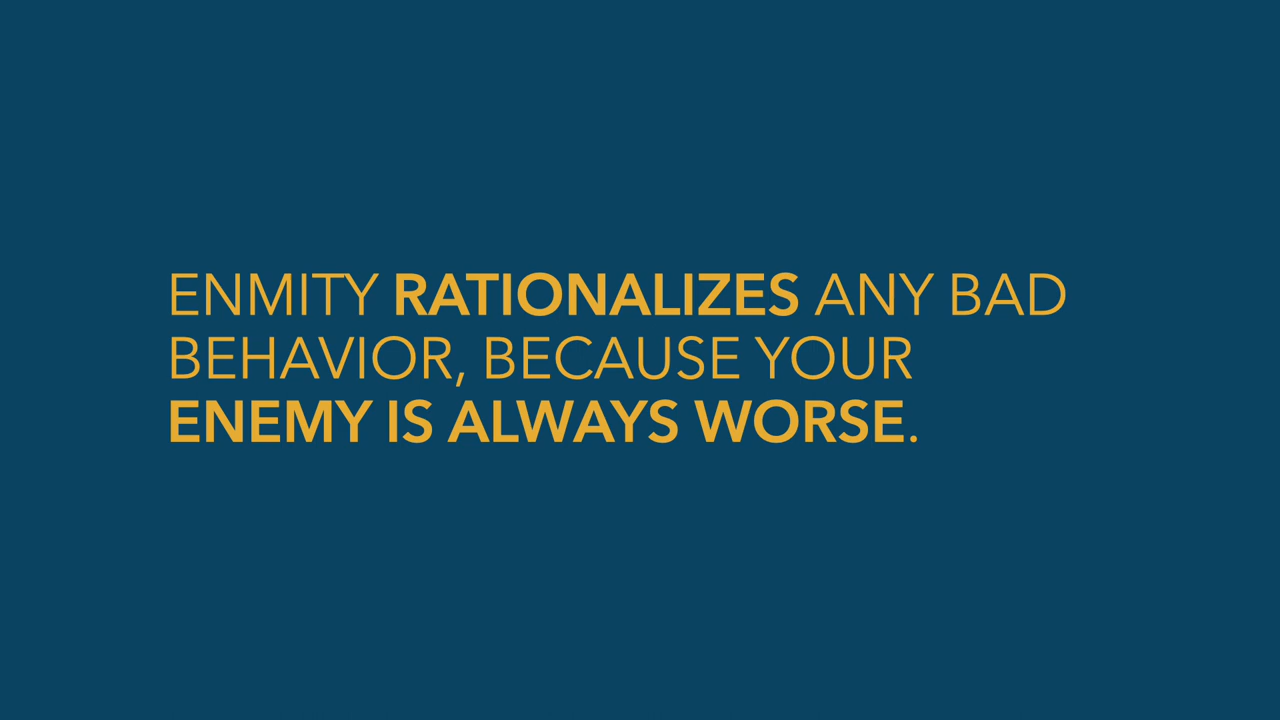 ENMITY RATIONALIZES ANY BAD
BEHAVIOR, BECAUSE YOUR
ENEMY IS ALWAYS WORSE.